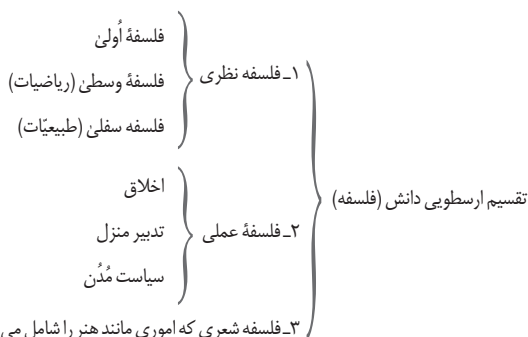 تقسیم ارسطویی دانش (فلسفه)
۱ـ فلسفه نظری
فلسفهٔ اُولیٰ
فلسفهٔ وسطیٰ (ریاضیات)
فلسفه سفلیٰ (طبیعیّات)
۲ـ فلسفهٔ عملی
اخلاق
تدبیر منزل
سیاست مُدُن
۳ـ فلسفه شعری که اموری مانند هنر را شامل می